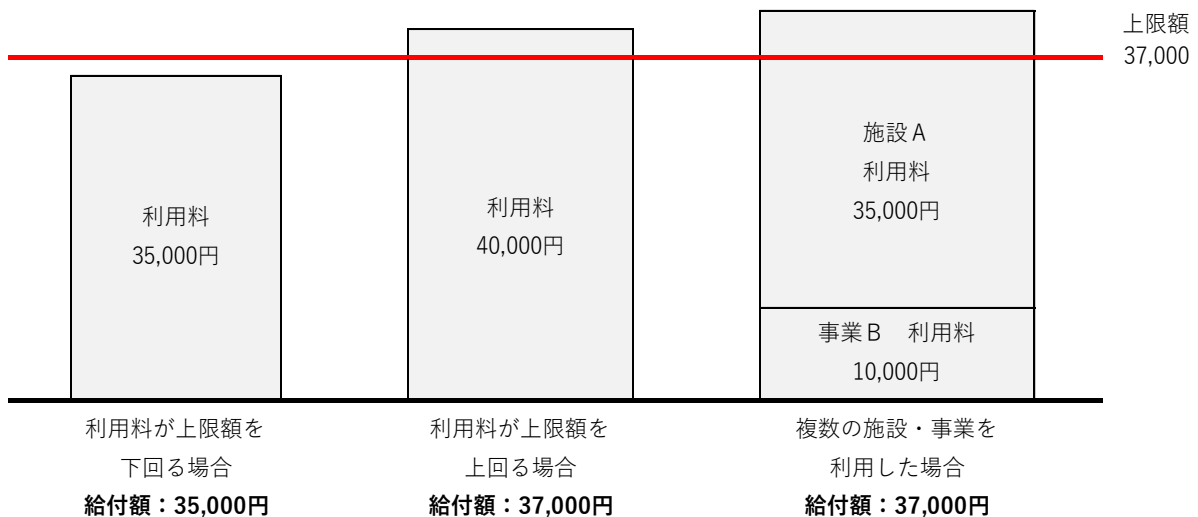 上限額
37,000
利用料
35,000円
利用料
40,000円
施設Ａ
利用料
35,000円
事業Ｂ　利用料
10,000円
利用料が上限額を
下回る場合
給付額：35,000円
利用料が上限額を
上回る場合
給付額：37,000円
複数の施設・事業を
利用した場合
給付額：37,000円